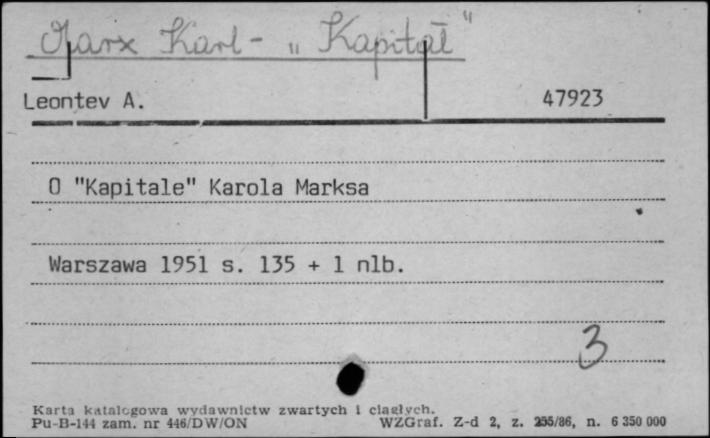 Marx Karl - „Kapitał"
Leontev A.
47923
O "Kapitale" Karola Marksa
Warszawa 1951 s. 135 + 1 nlb.
3
Karta katalogowa wydawnictw zwartych i ciągłych.
Pu-B-144 zam. nr 446/DW/ON WZGraf. Z-d 2, z. 255/86, n. 6 350 000